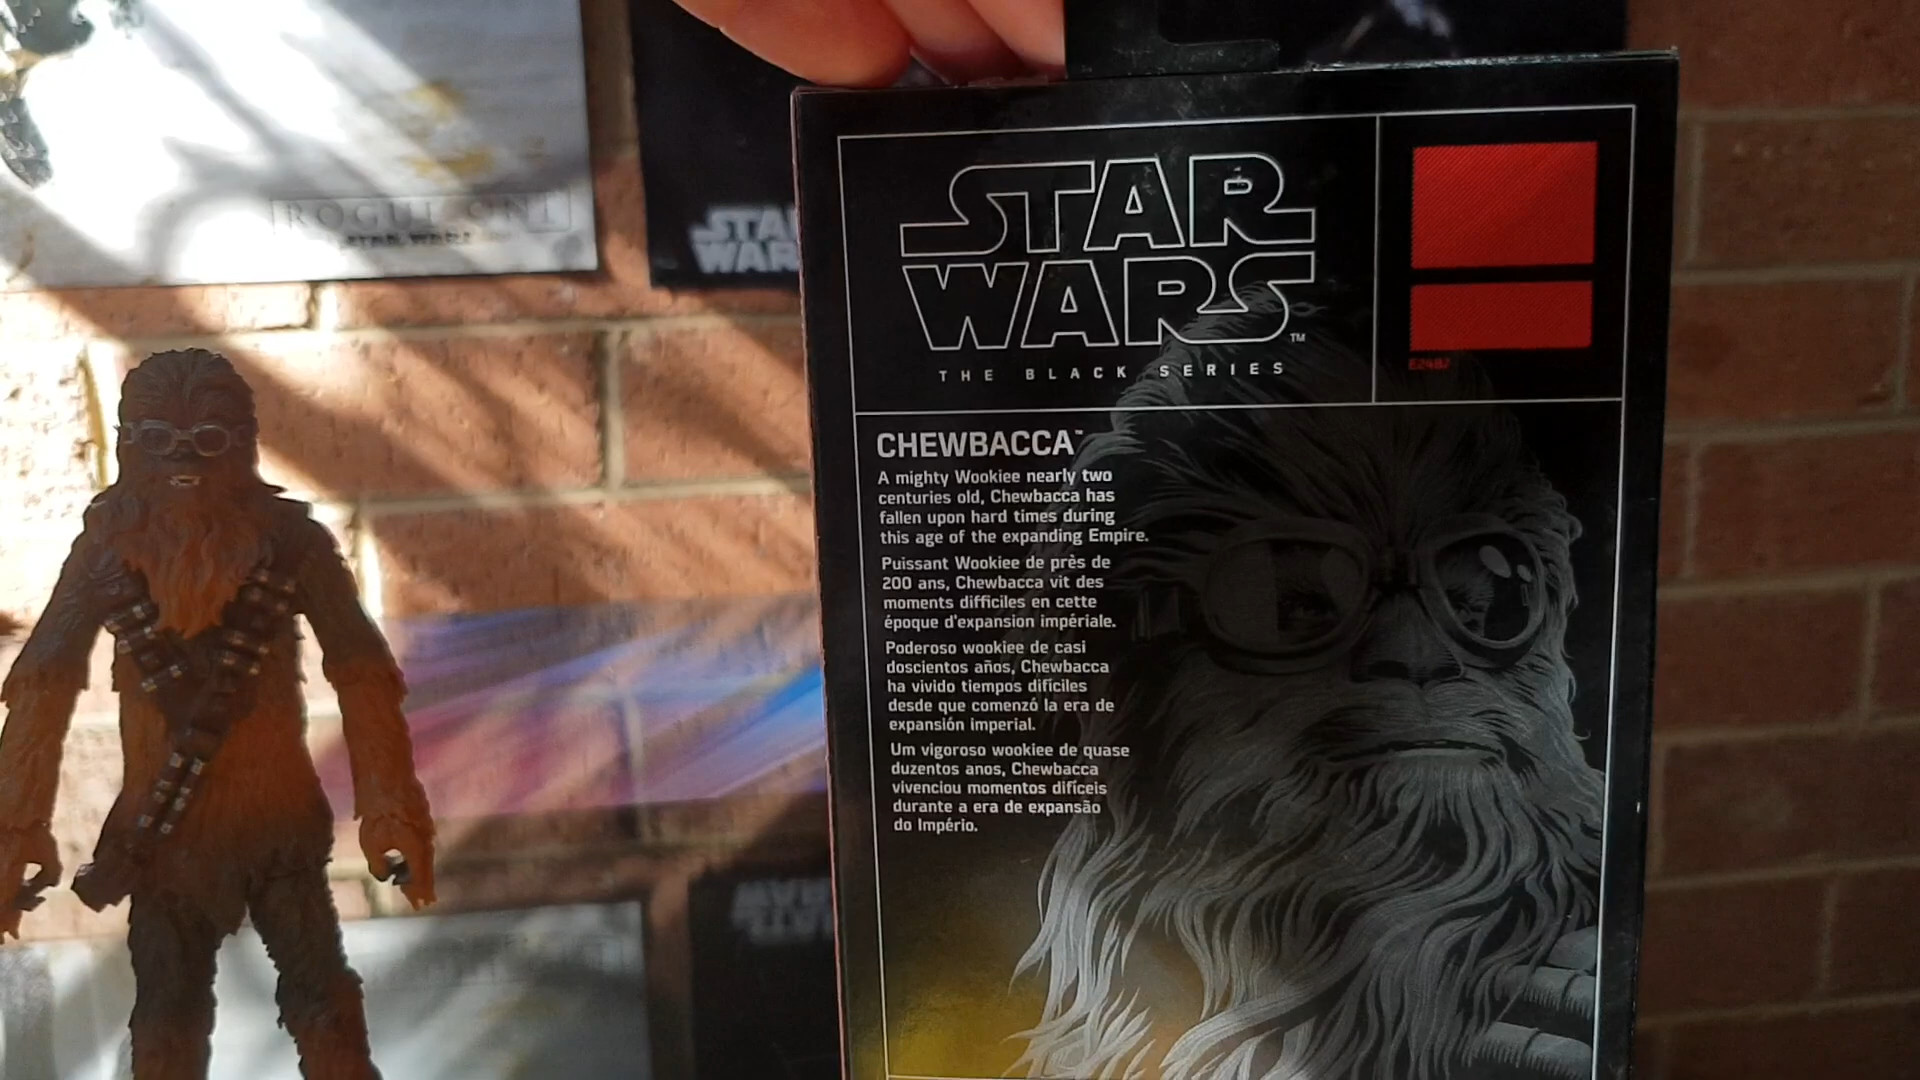 ROGUE ONE
STAR WARS
STAR
WARS
STAR
WARS
TM
THE BLACK SERIES
E2487
CHEWBACCA™
A mighty Wookiee nearly two
centuries old, Chewbacca has
fallen upon hard times during
this age of the expanding Empire.
Puissant Wookiee de près de
200 ans, Chewbacca vit des
moments difficiles en cette
époque d'expansion impériale.
Poderoso wookiee de casi
doscientos años, Chewbacca
ha vivido tiempos difíciles
desde que comenzó la era de
expansión imperial.
Um vigoroso wookiee de quase
duzentos anos, Chewbacca
vivenciou momentos difíceis
durante a era de expansão
do Império.